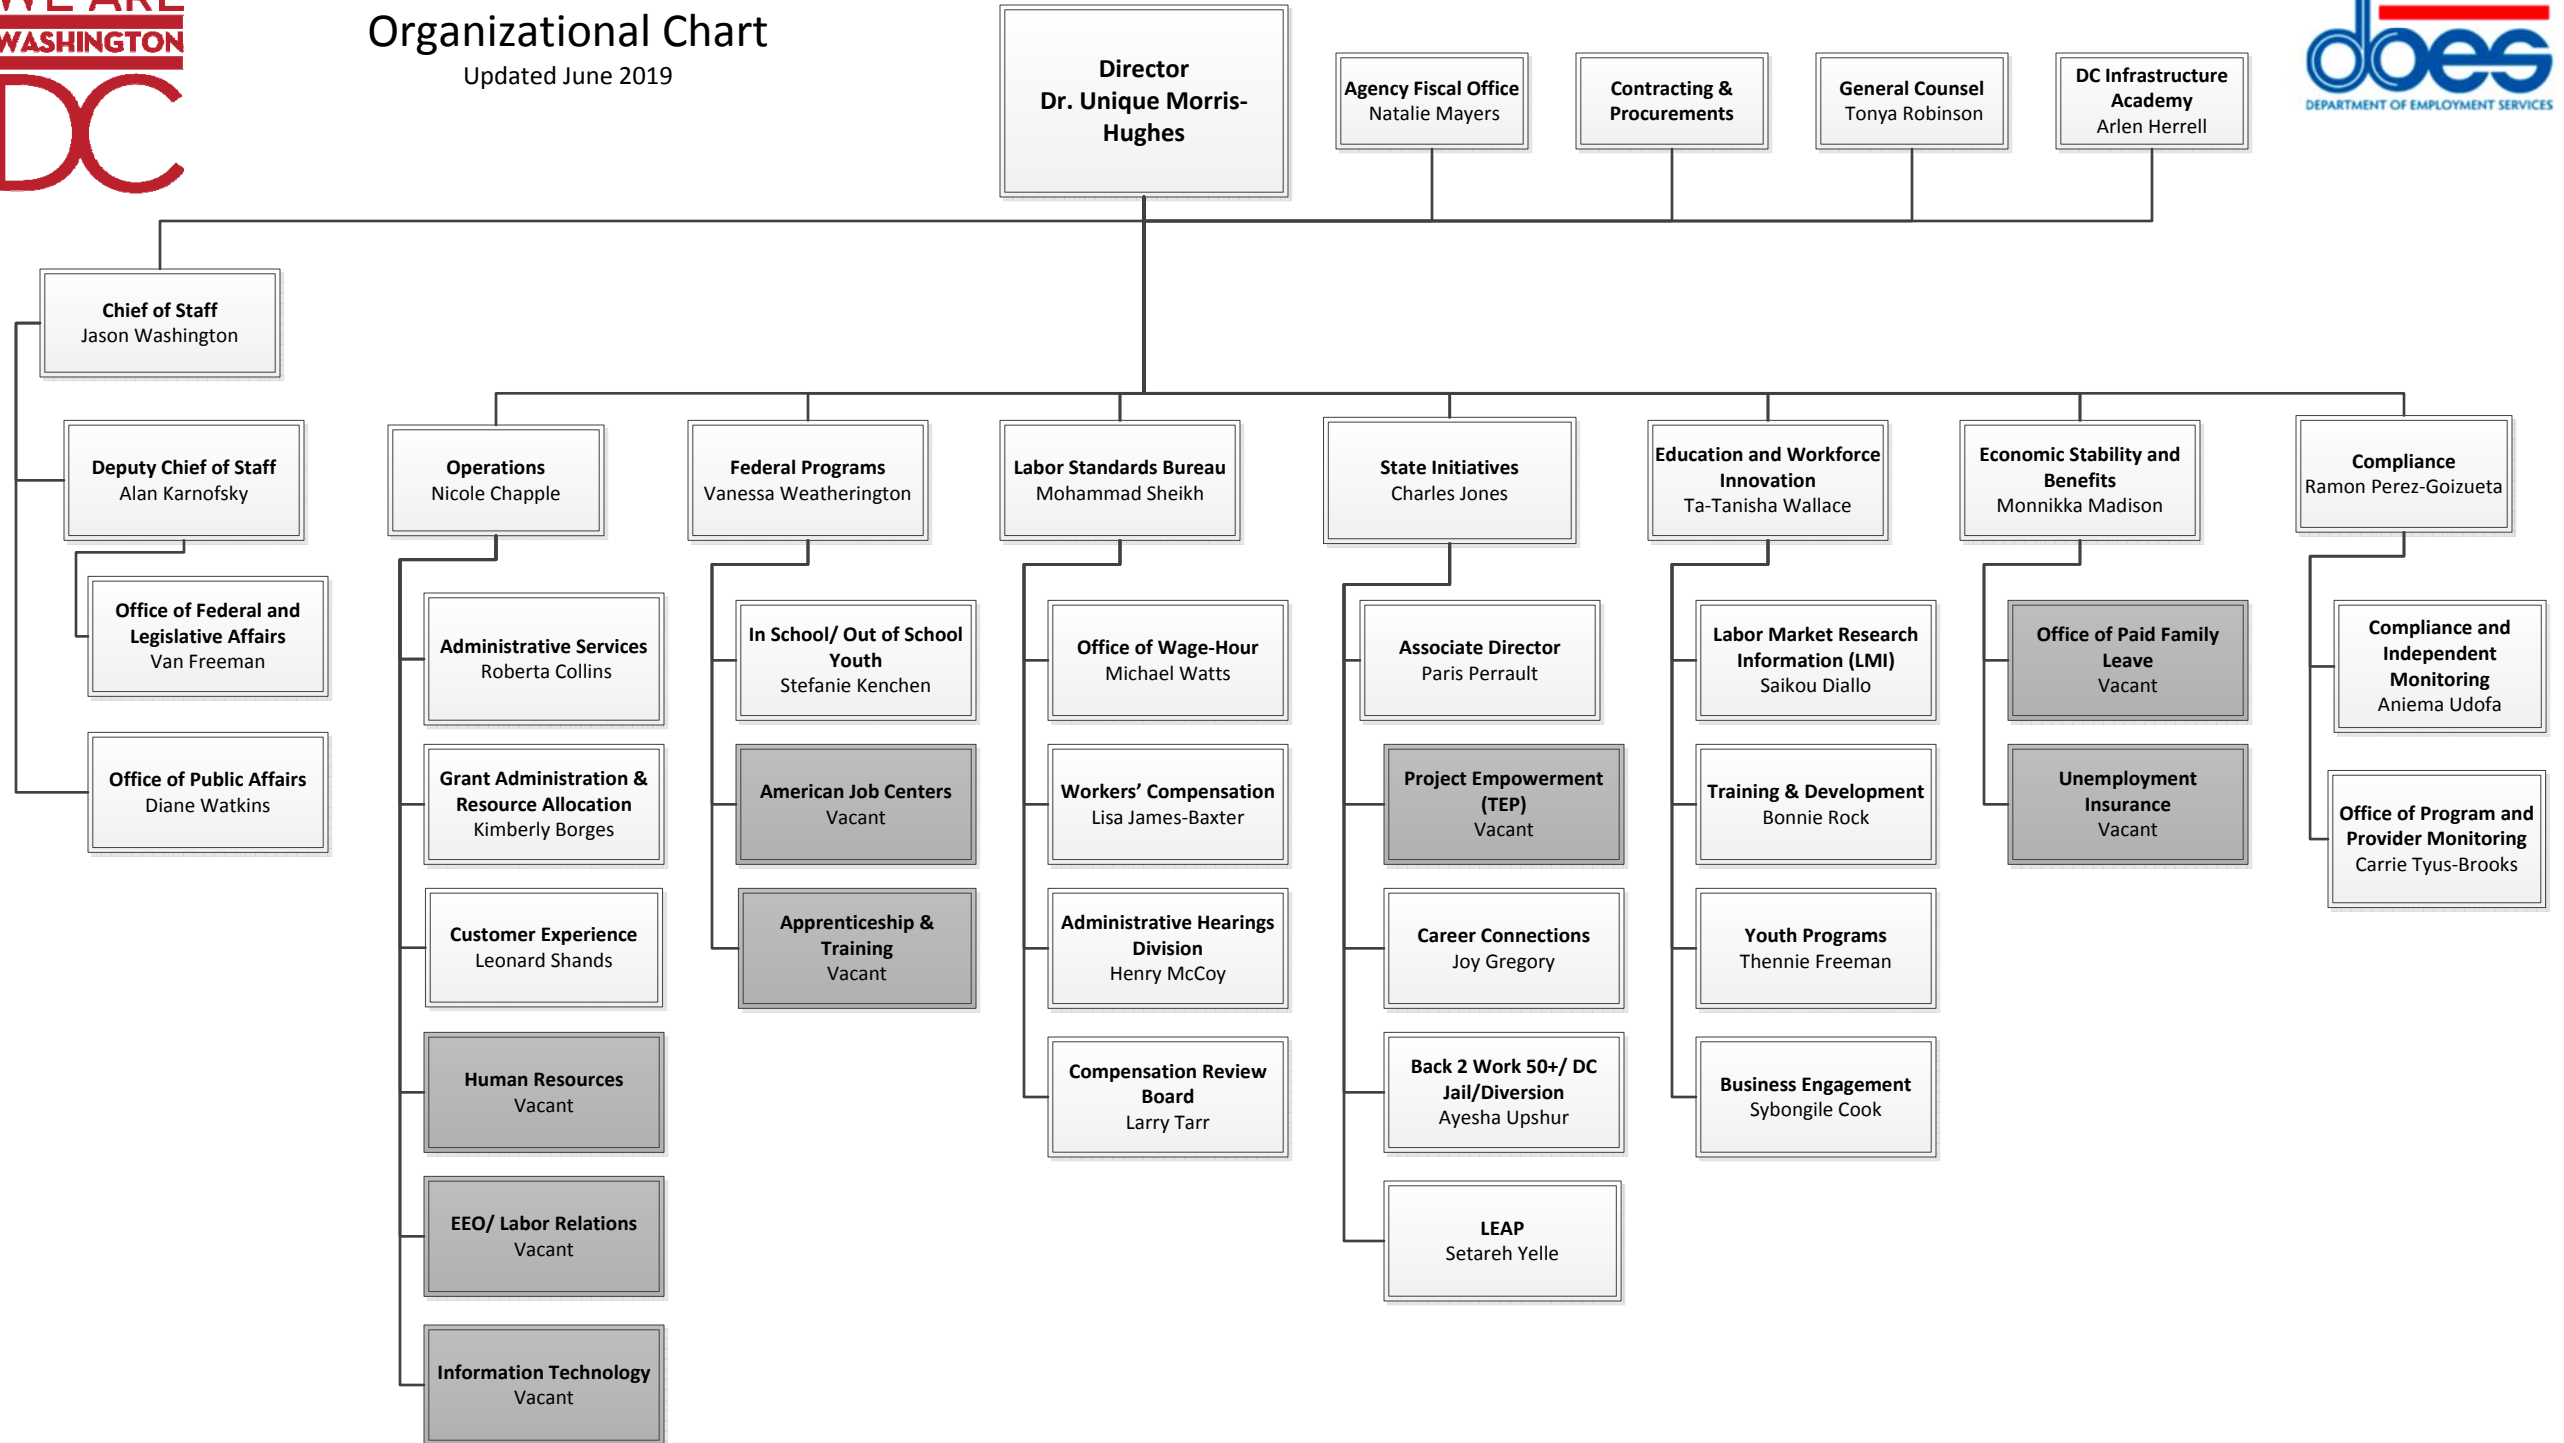 WE ARE
WASHINGTON
DC
Organizational Chart
Updated June 2019
Director
Dr. Unique Morris-
Hughes
Agency Fiscal Office
Natalie Mayers
Contracting &
Procurements
General Counsel
Tonya Robinson
DC Infrastructure
Academy
Arlen Herrell
does
DEPARTMENT OF EMPLOYMENT SERVICES
Chief of Staff
Jason Washington
Deputy Chief of Staff
Alan Karnofsky
Office of Federal and
Legislative Affairs
Van Freeman
Office of Public Affairs
Diane Watkins
Operations
Nicole Chapple
Administrative Services
Roberta Collins
Grant Administration &
Resource Allocation
Kimberly Borges
Customer Experience
Leonard Shands
Human Resources
Vacant
EEO/ Labor Relations
Vacant
Information Technology
Vacant
Federal Programs
Vanessa Weatherington
In School/ Out of School
Youth
Stefanie Kenchen
American Job Centers
Vacant
Apprenticeship &
Training
Vacant
Labor Standards Bureau
Mohammad Sheikh
Office of Wage-Hour
Michael Watts
Workers’ Compensation
Lisa James-Baxter
Administrative Hearings
Division
Henry McCoy
Compensation Review
Board
Larry Tarr
State Initiatives
Charles Jones
Associate Director
Paris Perrault
Project Empowerment
(TEP)
Vacant
Career Connections
Joy Gregory
Back 2 Work 50+/ DC
Jail/Diversion
Ayesha Upshur
LEAP
Setareh Yelle
Education and Workforce
Innovation
Ta-Tanisha Wallace
Labor Market Research
Information (LMI)
Saikou Diallo
Training & Development
Bonnie Rock
Youth Programs
Thennie Freeman
Business Engagement
Sybongile Cook
Economic Stability and
Benefits
Monnikka Madison
Office of Paid Family
Leave
Vacant
Unemployment
Insurance
Vacant
Compliance
Ramon Perez-Goizueta
Compliance and
Independent
Monitoring
Aniema Udofa
Office of Program and
Provider Monitoring
Carrie Tyus-Brooks